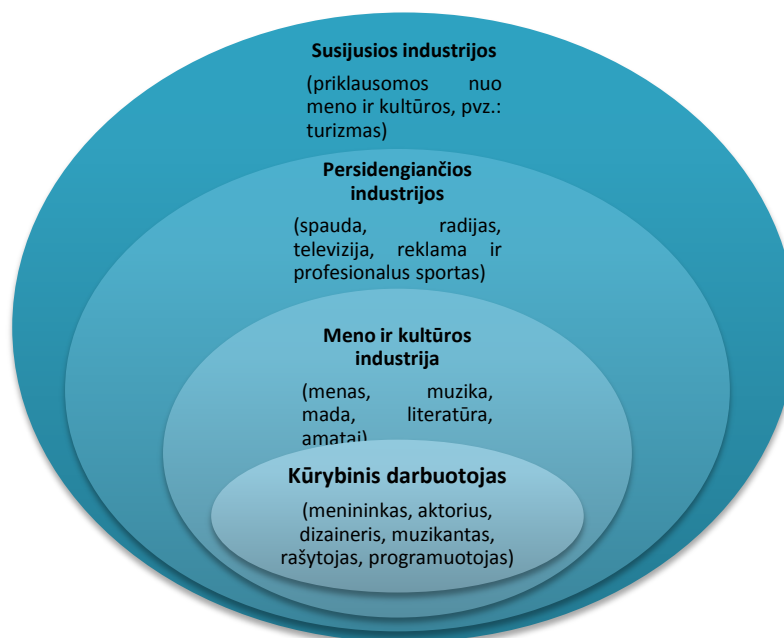 Susijusios industrijos
(priklausomos nuo
meno ir kultūros, pvz.:
turizmas)
Persidengiančios
industrijos
(spauda, radijas,
televizija, reklama ir
profesionalus sportas)
Meno ir kultūros
industrija
(menas, muzika,
mada, literatūra,
amatai)
Kūrybinis darbuotojas
(menininkas, aktorius,
dizaineris, muzikantas,
rašytojas, programuotojas)